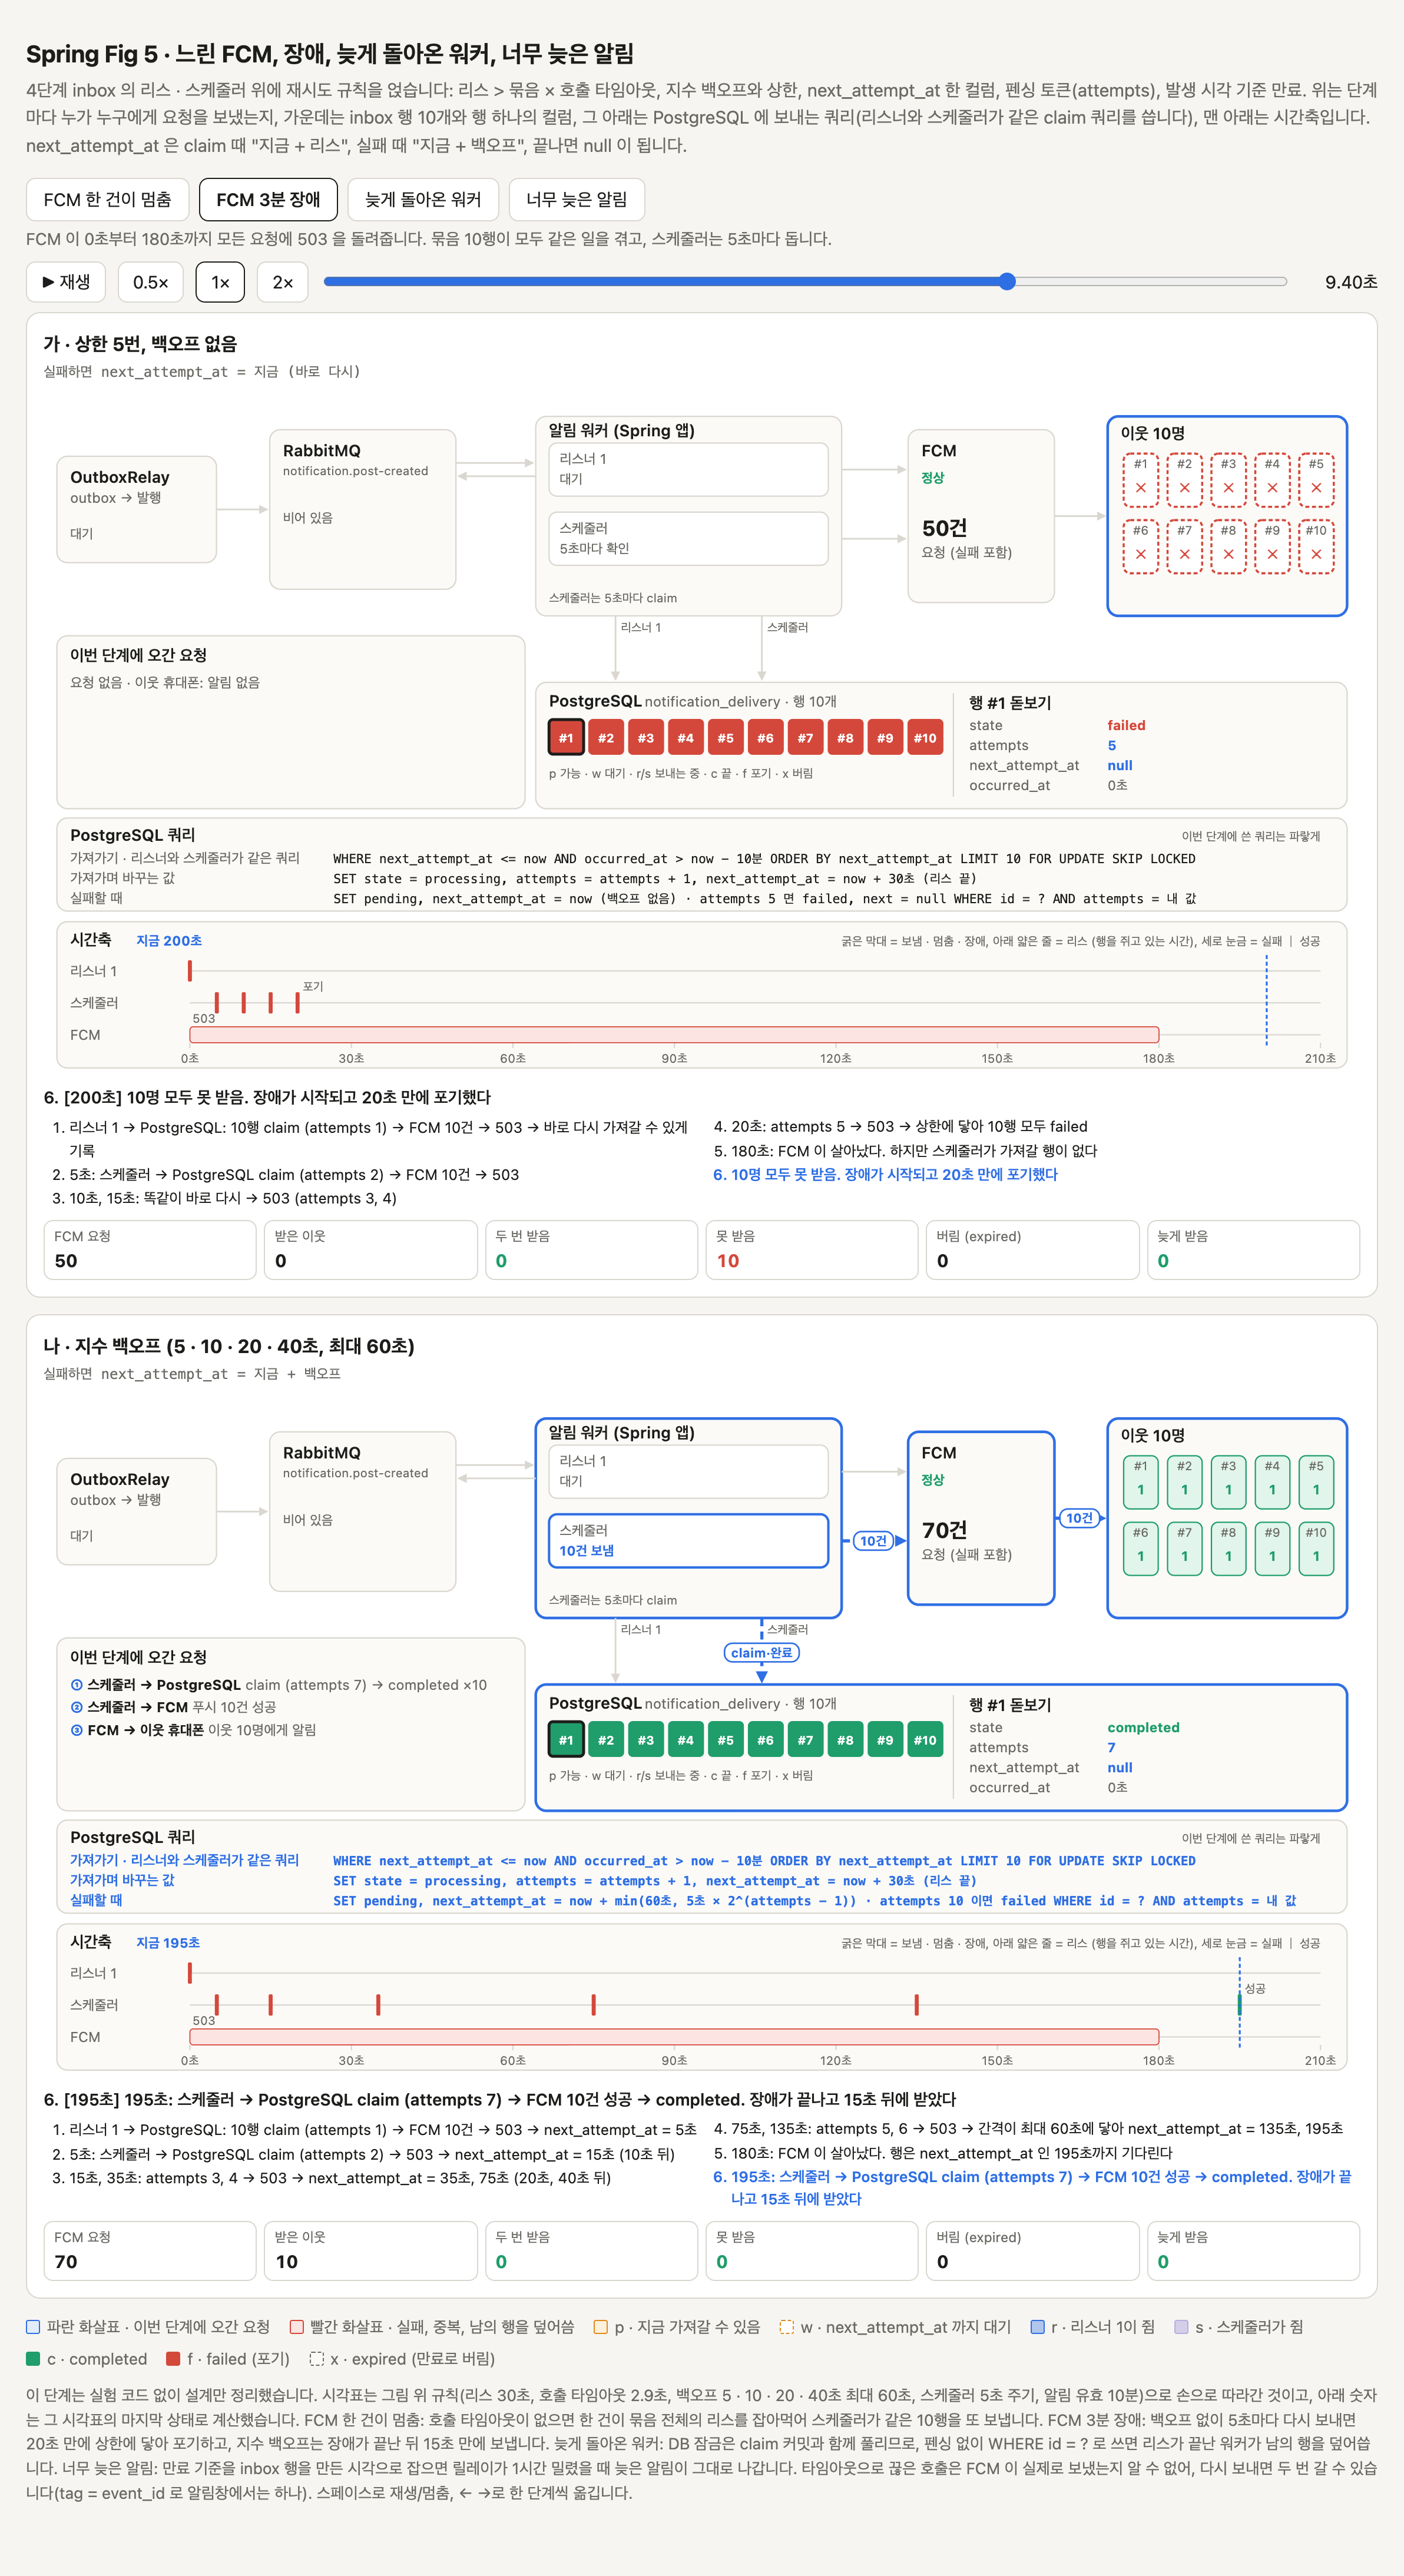 Spring Fig 5 · 느린 FCM, 장애, 늦게 돌아온 워커, 너무 늦은 알림
4단계 inbox 의 리스 · 스케줄러 위에 재시도 규칙을 얹습니다: 리스 > 묶음 × 호출 타임아웃, 지수 백오프와 상한, next_attempt_at 한 컬럼, 펜싱 토큰(attempts), 발생 시각 기준 만료. 위는 단계
마다 누가 누구에게 요청을 보냈는지, 가운데는 inbox 행 10개와 행 하나의 컬럼, 그 아래는 PostgreSQL 에 보내는 쿼리(리스너와 스케줄러가 같은 claim 쿼리를 씁니다), 맨 아래는 시간축입니다.
next_attempt_at 은 claim 때 "지금 + 리스", 실패 때 "지금 + 백오프", 끝나면 null 이 됩니다.
FCM 한 건이 멈춤
FCM 3분 장애
늦게 돌아온 워커
너무 늦은 알림
FCM 이 0초부터 180초까지 모든 요청에 503 을 돌려줍니다. 묶음 10행이 모두 같은 일을 겪고, 스케줄러는 5초마다 돕니다.
▶ 재생
0.5×
1×
2×
9.40초
가 · 상한 5번, 백오프 없음
실패하면 next_attempt_at = 지금 (바로 다시)
OutboxRelay
outbox → 발행
대기
RabbitMQ
notification.post-created
비어 있음
알림 워커 (Spring 앱)
리스너 1
대기
스케줄러
5초마다 확인
스케줄러는 5초마다 claim
FCM
정상
50건
요청 (실패 포함)
이웃 10명
#1 #2 #3 #4 #5
× × × × ×
#6 #7 #8 #9 #10
× × × × ×
리스너 1
스케줄러
이번 단계에 오간 요청
요청 없음 · 이웃 휴대폰: 알림 없음
PostgreSQL notification_delivery · 행 10개
#1 #2 #3 #4 #5 #6 #7 #8 #9 #10
p 가능 · w 대기 · r/s 보내는 중 · c 끝 · f 포기 · x 버림
행 #1 돋보기
state failed
attempts 5
next_attempt_at null
occurred_at 0초
PostgreSQL 쿼리
이번 단계에 쓴 쿼리는 파랗게
가져가기 · 리스너와 스케줄러가 같은 쿼리 WHERE next_attempt_at <= now AND occurred_at > now − 10분 ORDER BY next_attempt_at LIMIT 10 FOR UPDATE SKIP LOCKED
가져가며 바꾸는 값 SET state = processing, attempts = attempts + 1, next_attempt_at = now + 30초 (리스 끝)
실패할 때 SET pending, next_attempt_at = now (백오프 없음) · attempts 5 면 failed, next = null WHERE id = ? AND attempts = 내 값
시간축 지금 200초
굵은 막대 = 보냄 · 멈춤 · 장애, 아래 얇은 줄 = 리스 (행을 쥐고 있는 시간), 세로 눈금 = 실패 | 성공
리스너 1
포기
스케줄러
503
FCM
0초 30초 60초 90초 120초 150초 180초 210초
6. [200초] 10명 모두 못 받음. 장애가 시작되고 20초 만에 포기했다
1. 리스너 1 → PostgreSQL: 10행 claim (attempts 1) → FCM 10건 → 503 → 바로 다시 가져갈 수 있게
기록
2. 5초: 스케줄러 → PostgreSQL claim (attempts 2) → FCM 10건 → 503
3. 10초, 15초: 똑같이 바로 다시 → 503 (attempts 3, 4)
4. 20초: attempts 5 → 503 → 상한에 닿아 10행 모두 failed
5. 180초: FCM 이 살아났다. 하지만 스케줄러가 가져갈 행이 없다
6. 10명 모두 못 받음. 장애가 시작되고 20초 만에 포기했다
FCM 요청
50
받은 이웃
0
두 번 받음
0
못 받음
10
버림 (expired)
0
늦게 받음
0
나 · 지수 백오프 (5 · 10 · 20 · 40초, 최대 60초)
실패하면 next_attempt_at = 지금 + 백오프
OutboxRelay
outbox → 발행
대기
RabbitMQ
notification.post-created
비어 있음
알림 워커 (Spring 앱)
리스너 1
대기
스케줄러
10건 보냄
스케줄러는 5초마다 claim
10건
FCM
정상
70건
요청 (실패 포함)
10건
이웃 10명
#1 #2 #3 #4 #5
1 1 1 1 1
#6 #7 #8 #9 #10
1 1 1 1 1
리스너 1
스케줄러
claim·완료
이번 단계에 오간 요청
① 스케줄러 → PostgreSQL claim (attempts 7) → completed ×10
② 스케줄러 → FCM 푸시 10건 성공
③ FCM → 이웃 휴대폰 이웃 10명에게 알림
PostgreSQL notification_delivery · 행 10개
#1 #2 #3 #4 #5 #6 #7 #8 #9 #10
p 가능 · w 대기 · r/s 보내는 중 · c 끝 · f 포기 · x 버림
행 #1 돋보기
state completed
attempts 7
next_attempt_at null
occurred_at 0초
PostgreSQL 쿼리
이번 단계에 쓴 쿼리는 파랗게
가져가기 · 리스너와 스케줄러가 같은 쿼리 WHERE next_attempt_at <= now AND occurred_at > now − 10분 ORDER BY next_attempt_at LIMIT 10 FOR UPDATE SKIP LOCKED
가져가며 바꾸는 값 SET state = processing, attempts = attempts + 1, next_attempt_at = now + 30초 (리스 끝)
실패할 때 SET pending, next_attempt_at = now + min(60초, 5초 × 2^(attempts − 1)) · attempts 10 이면 failed WHERE id = ? AND attempts = 내 값
시간축 지금 195초
굵은 막대 = 보냄 · 멈춤 · 장애, 아래 얇은 줄 = 리스 (행을 쥐고 있는 시간), 세로 눈금 = 실패 | 성공
리스너 1
성공
스케줄러
503
FCM
0초 30초 60초 90초 120초 150초 180초 210초
6. [195초] 195초: 스케줄러 → PostgreSQL claim (attempts 7) → FCM 10건 성공 → completed. 장애가 끝나고 15초 뒤에 받았다
1. 리스너 1 → PostgreSQL: 10행 claim (attempts 1) → FCM 10건 → 503 → next_attempt_at = 5초
2. 5초: 스케줄러 → PostgreSQL claim (attempts 2) → 503 → next_attempt_at = 15초 (10초 뒤)
3. 15초, 35초: attempts 3, 4 → 503 → next_attempt_at = 35초, 75초 (20초, 40초 뒤)
4. 75초, 135초: attempts 5, 6 → 503 → 간격이 최대 60초에 닿아 next_attempt_at = 135초, 195초
5. 180초: FCM 이 살아났다. 행은 next_attempt_at 인 195초까지 기다린다
6. 195초: 스케줄러 → PostgreSQL claim (attempts 7) → FCM 10건 성공 → completed. 장애가 끝
나고 15초 뒤에 받았다
FCM 요청
70
받은 이웃
10
두 번 받음
0
못 받음
0
버림 (expired)
0
늦게 받음
0
파란 화살표 · 이번 단계에 오간 요청
빨간 화살표 · 실패, 중복, 남의 행을 덮어씀
p · 지금 가져갈 수 있음
w · next_attempt_at 까지 대기
r · 리스너 1이 쥠
s · 스케줄러가 쥠
c · completed
f · failed (포기)
x · expired (만료로 버림)
이 단계는 실험 코드 없이 설계만 정리했습니다. 시각표는 그림 위 규칙(리스 30초, 호출 타임아웃 2.9초, 백오프 5 · 10 · 20 · 40초 최대 60초, 스케줄러 5초 주기, 알림 유효 10분)으로 손으로 따라간 것이고, 아래 숫자
는 그 시각표의 마지막 상태로 계산했습니다. FCM 한 건이 멈춤: 호출 타임아웃이 없으면 한 건이 묶음 전체의 리스를 잡아먹어 스케줄러가 같은 10행을 또 보냅니다. FCM 3분 장애: 백오프 없이 5초마다 다시 보내면
20초 만에 상한에 닿아 포기하고, 지수 백오프는 장애가 끝난 뒤 15초 만에 보냅니다. 늦게 돌아온 워커: DB 잠금은 claim 커밋과 함께 풀리므로, 펜싱 없이 WHERE id = ? 로 쓰면 리스가 끝난 워커가 남의 행을 덮어씁
니다. 너무 늦은 알림: 만료 기준을 inbox 행을 만든 시각으로 잡으면 릴레이가 1시간 밀렸을 때 늦은 알림이 그대로 나갑니다. 타임아웃으로 끊은 호출은 FCM 이 실제로 보냈는지 알 수 없어, 다시 보내면 두 번 갈 수 있습
니다(tag = event_id 로 알림창에서는 하나). 스페이스로 재생/멈춤, ← →로 한 단계씩 옮깁니다.